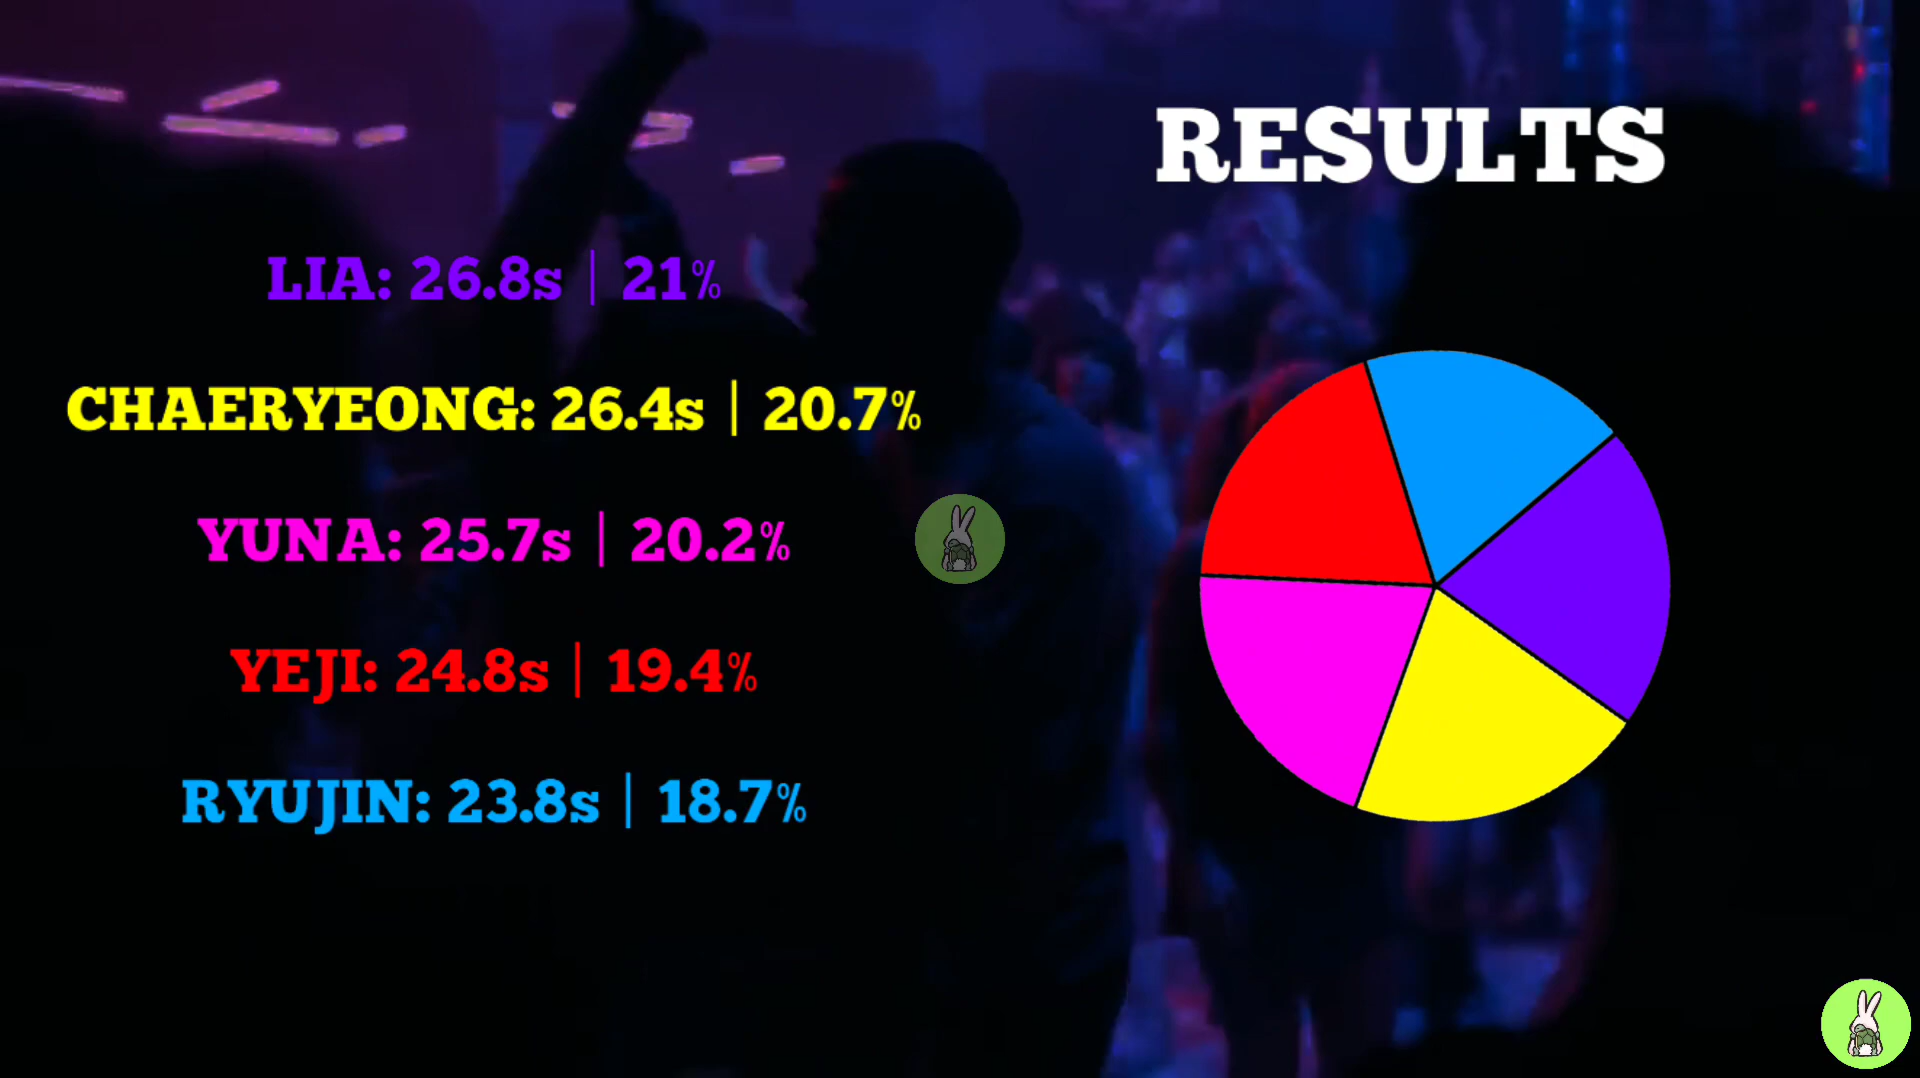 RESULTS
LIA: 26.8s | 21%
CHAERYEONG: 26.4s | 20.7%
YUNA: 25.7s | 20.2%
YEJI: 24.8s | 19.4%
RYUJIN: 23.8s | 18.7%